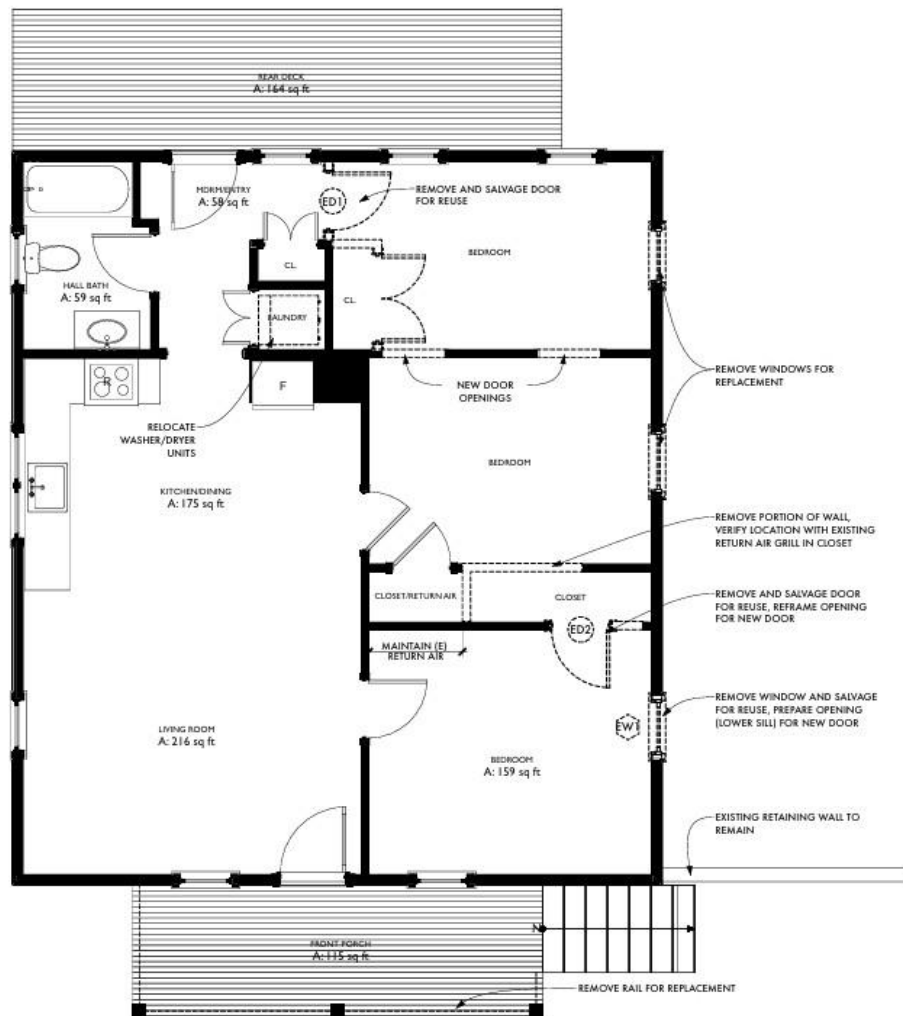 REAR DECK
A: 164 sq ft
MDRM/ENTRY
A: 58 sq ft
ED1
REMOVE AND SALVAGE DOOR
FOR REUSE
BEDROOM
CL.
HALL BATH
A: 59 sq ft
CL.
LAUNDRY
R
F
NEW DOOR
OPENINGS
REMOVE WINDOWS FOR
REPLACEMENT
RELOCATE
WASHER/DRYER
UNITS
BEDROOM
KITCHEN/DINING
A: 175 sq ft
REMOVE PORTION OF WALL,
VERIFY LOCATION WITH EXISTING
RETURN AIR GRILL IN CLOSET
CLOSET/RETURN AIR
CLOSET
REMOVE AND SALVAGE DOOR
FOR REUSE, REFRAME OPENING
FOR NEW DOOR
ED2
MAINTAIN (E)
RETURN AIR
REMOVE WINDOW AND SALVAGE
FOR REUSE, PREPARE OPENING
(LOWER SILL) FOR NEW DOOR
EW1
LIVING ROOM
A: 216 sq ft
BEDROOM
A: 159 sq ft
EXISTING RETAINING WALL TO
REMAIN
FRONT PORCH
A: 115 sq ft
REMOVE RAIL FOR REPLACEMENT